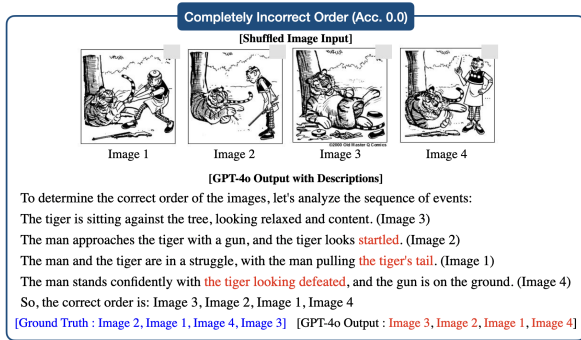 Completely Incorrect Order (Acc. 0.0)
[Shuffled Image Input]
©2000 Old Master Q Comics
Image 1 Image 2 Image 3 Image 4
[GPT-4o Output with Descriptions]
To determine the correct order of the images, let's analyze the sequence of events:
The tiger is sitting against the tree, looking relaxed and content. (Image 3)
The man approaches the tiger with a gun, and the tiger looks startled. (Image 2)
The man and the tiger are in a struggle, with the man pulling the tiger's tail. (Image 1)
The man stands confidently with the tiger looking defeated, and the gun is on the ground. (Image 4)
So, the correct order is: Image 3, Image 2, Image 1, Image 4
[Ground Truth : Image 2, Image 1, Image 4, Image 3] [GPT-4o Output : Image 3, Image 2, Image 1, Image 4]